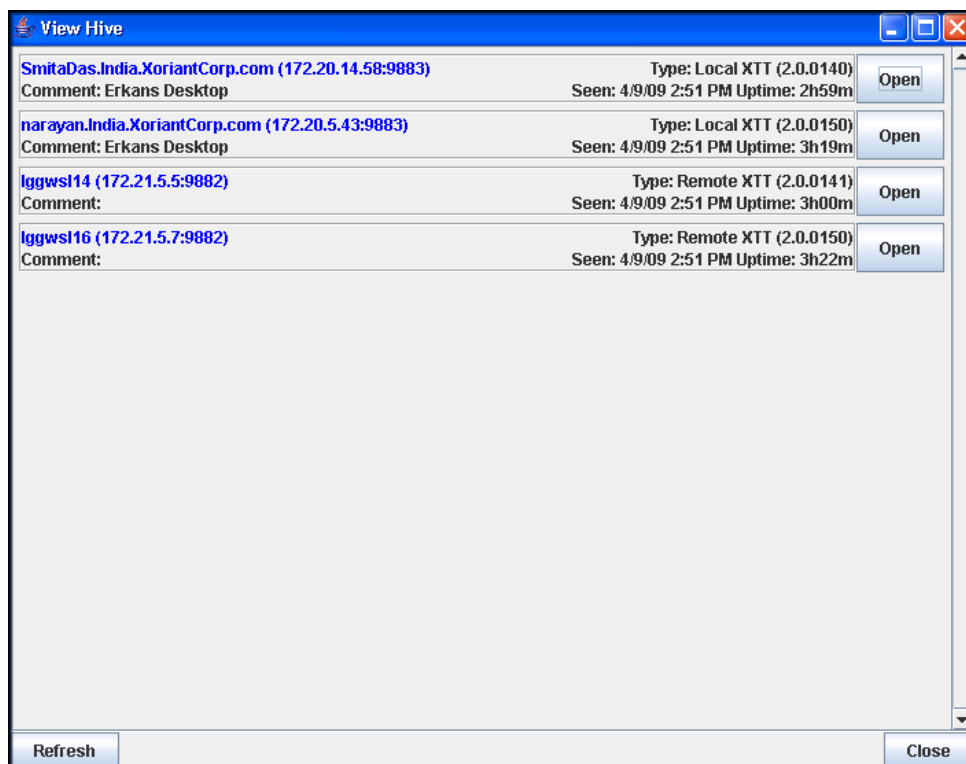 View Hive
SmitaDas.India.XoriantCorp.com (172.20.14.58:9883) Type: Local XTT (2.0.0140)
Comment: Erkans Desktop Seen: 4/9/09 2:51 PM Uptime: 2h59m
Open
narayan.India.XoriantCorp.com (172.20.5.43:9883) Type: Local XTT (2.0.0150)
Comment: Erkans Desktop Seen: 4/9/09 2:51 PM Uptime: 3h19m
Open
lggwsl14 (172.21.5.5:9882) Type: Remote XTT (2.0.0141)
Comment: Seen: 4/9/09 2:51 PM Uptime: 3h00m
Open
lggwsl16 (172.21.5.7:9882) Type: Remote XTT (2.0.0150)
Comment: Seen: 4/9/09 2:51 PM Uptime: 3h22m
Open
Refresh Close